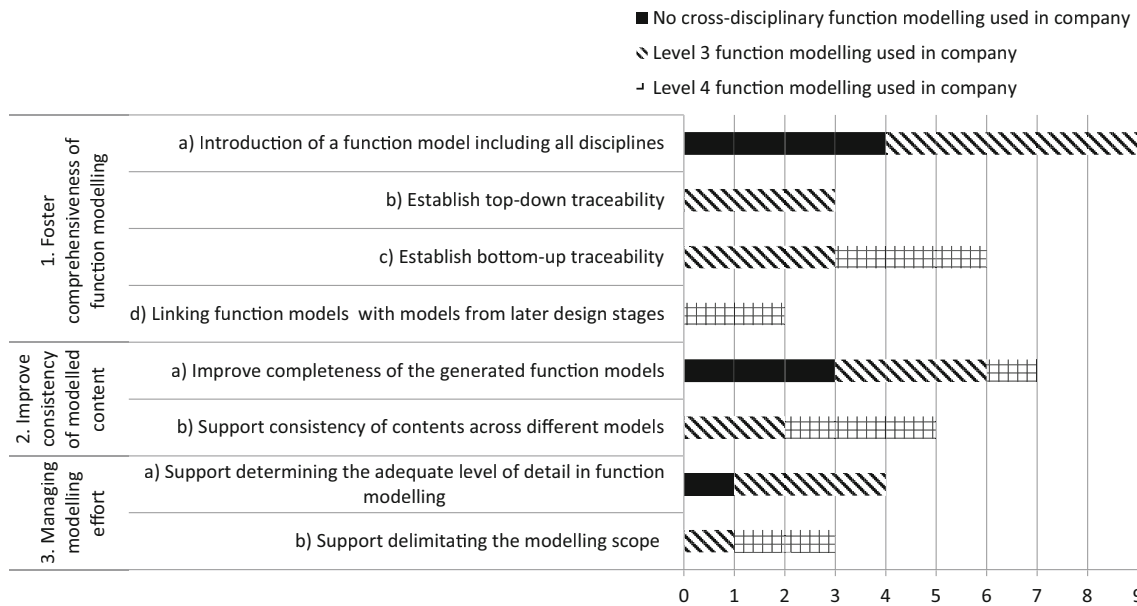 No cross-disciplinary function modelling used in company
Level 3 function modelling used in company
Level 4 function modelling used in company
1. Foster
comprehensiveness of
function modelling
a) Introduction of a function model including all disciplines
b) Establish top-down traceability
c) Establish bottom-up traceability
d) Linking function models with models from later design stages
2. Improve
consistency
of modelled
content
a) Improve completeness of the generated function models
b) Support consistency of contents across different models
3. Managing
modelling
effort
a) Support determining the adequate level of detail in function
modelling
b) Support delimitating the modelling scope
0 1 2 3 4 5 6 7 8 9